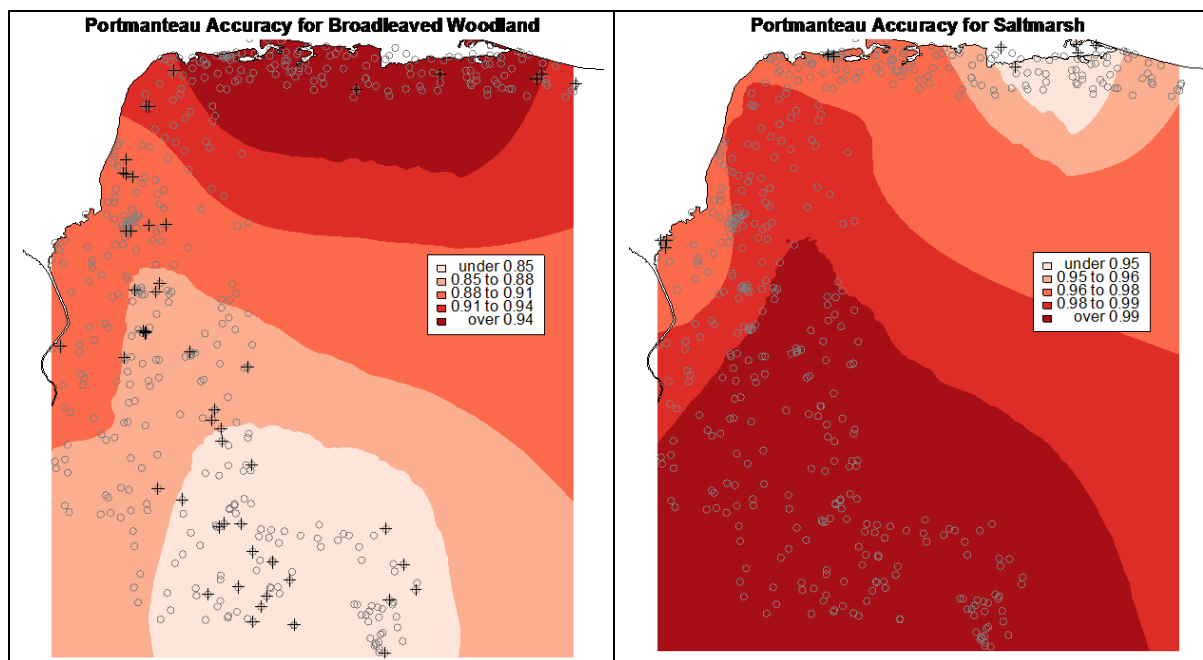 Portmanteau Accuracy for Broadleaved Woodland
under 0.85
0.85 to 0.88
0.88 to 0.91
0.91 to 0.94
over 0.94
Portmanteau Accuracy for Saltmarsh
under 0.95
0.95 to 0.96
0.96 to 0.98
0.98 to 0.99
over 0.99